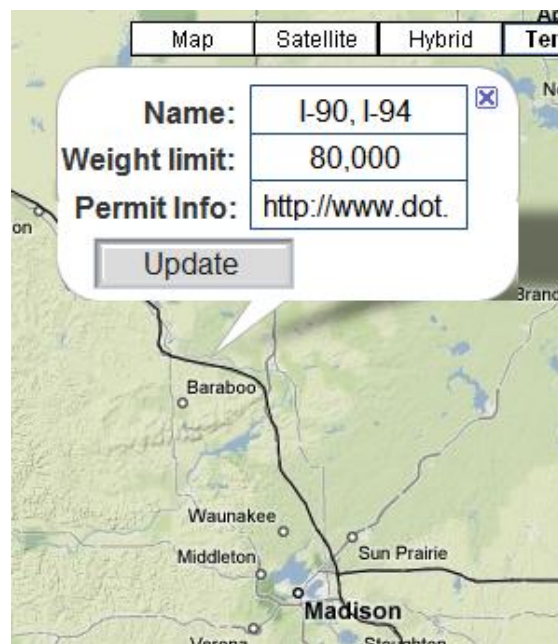 Map Satellite Hybrid
Name: I-90, I-94
Weight limit: 80,000
Permit Info: http://www.dot.
Update
Baraboo
Waunakee
Middleton
Sun Prairie
Madison